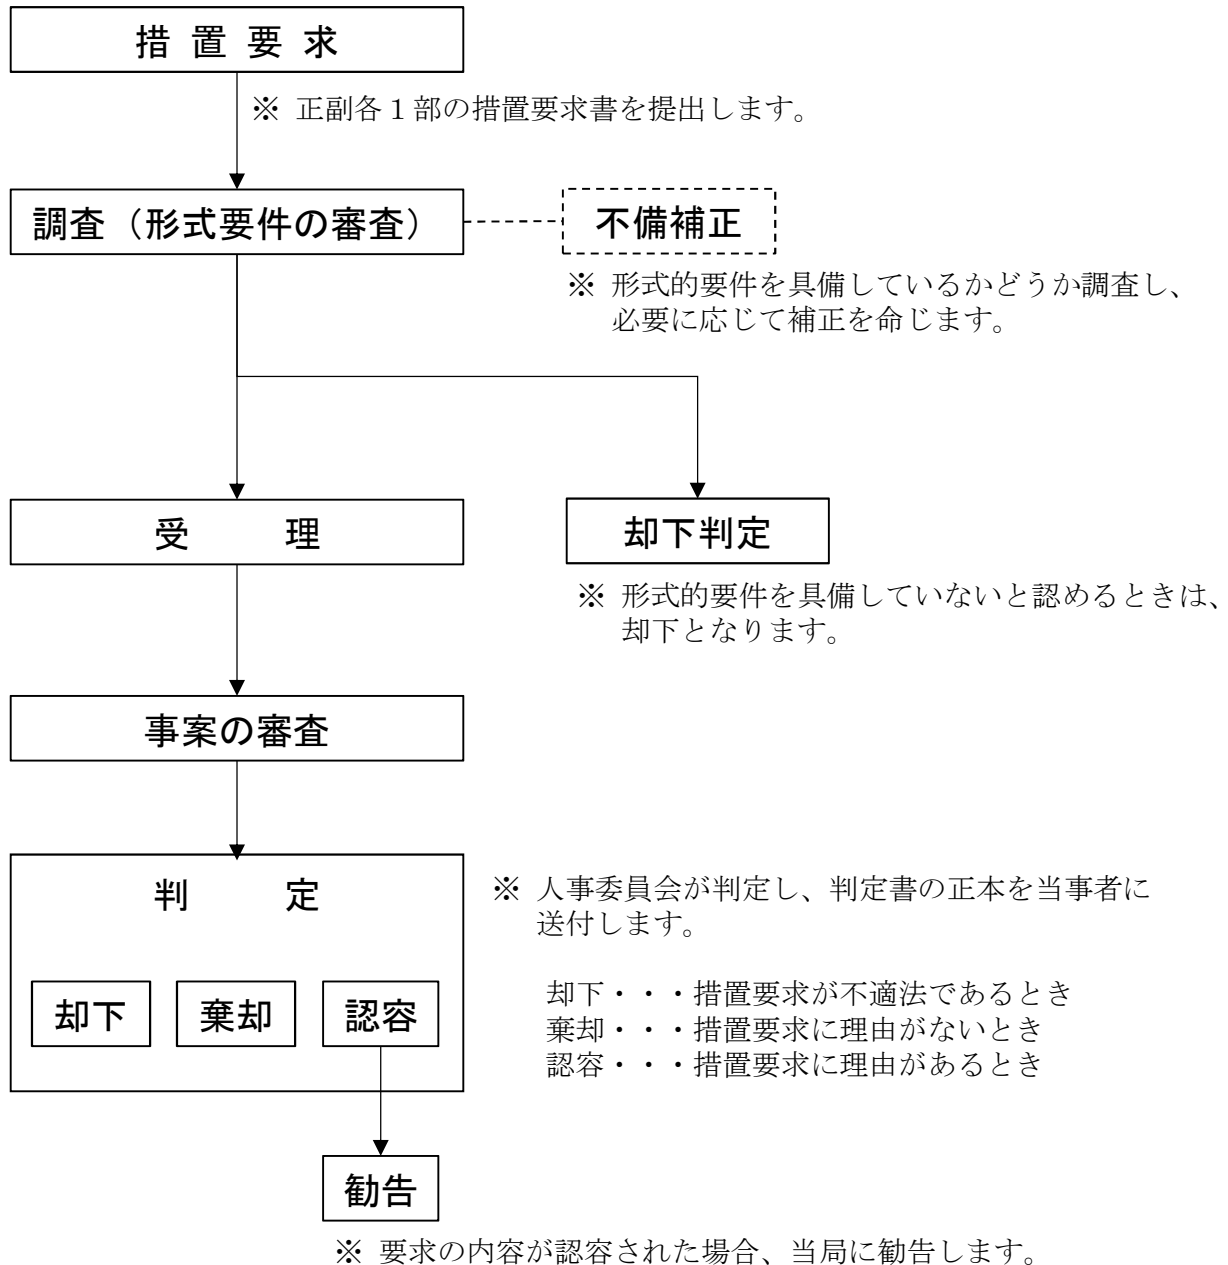 措 置 要 求
※ 正副各１部の措置要求書を提出します。
調査（形式要件の審査）
不備補正
※ 形式的要件を具備しているかどうか調査し、
必要に応じて補正を命じます。
受 理
却下判定
※ 形式的要件を具備していないと認めるときは、
却下となります。
事案の審査
判 定
※ 人事委員会が判定し、判定書の正本を当事者に
送付します。
却下
棄却
認容
却下・・・措置要求が不適法であるとき
棄却・・・措置要求に理由がないとき
認容・・・措置要求に理由があるとき
勧告
※ 要求の内容が認容された場合、当局に勧告します。